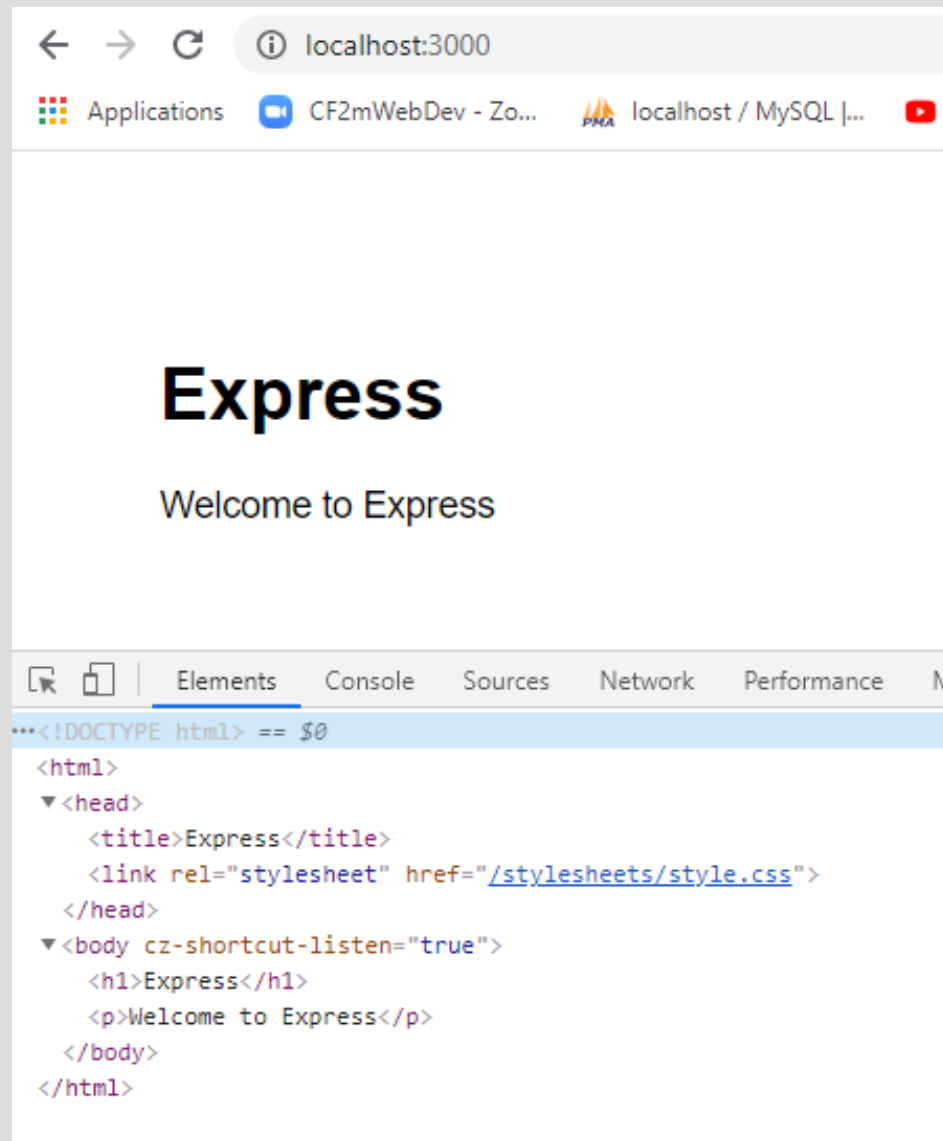 localhost:3000
Applications CF2mWebDev - Zo... localhost / MySQL |...
PMA
Express
Welcome to Express
Elements Console Sources Network Performance M
···<!DOCTYPE html> == $0
<html>
▼<head>
<title>Express</title>
<link rel="stylesheet" href="/stylesheets/style.css">
</head>
▼<body cz-shortcut-listen="true">
<h1>Express</h1>
<p>Welcome to Express</p>
</body>
</html>